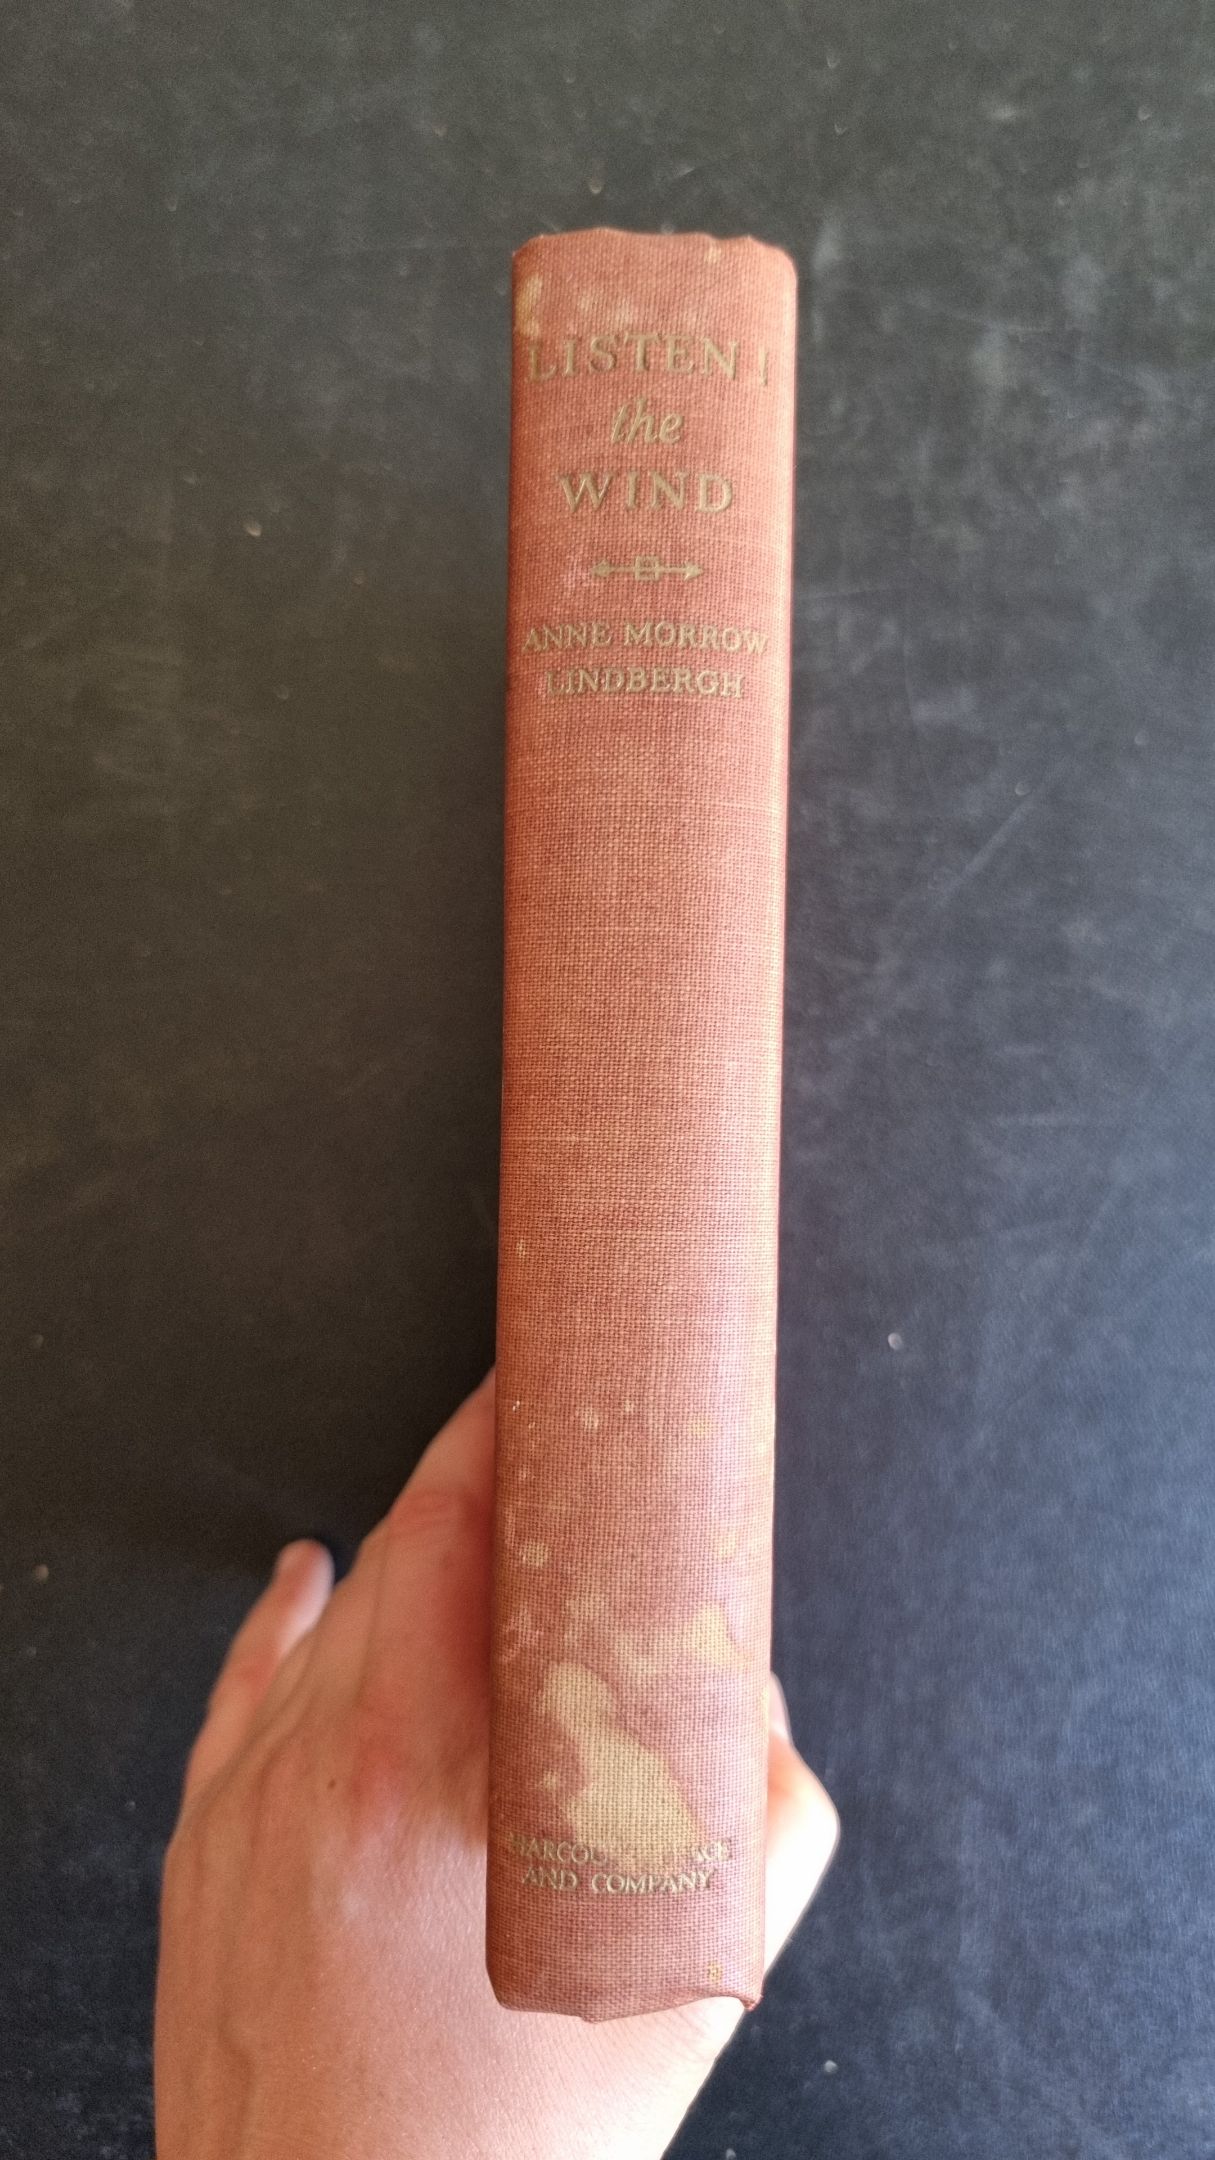 LISTEN!
the
WIND
ANNE MORROW
LINDBERGH
AND COMPANY